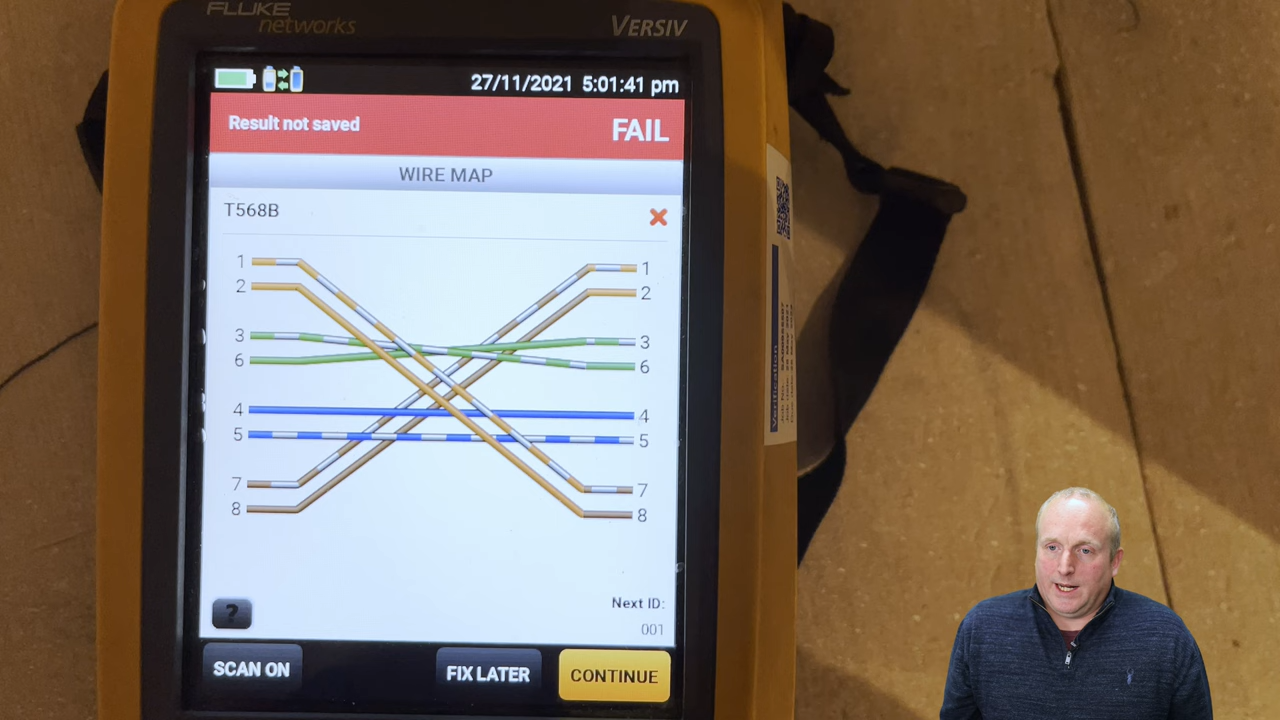 FLUKE
networks
VERSIV
27/11/2021 5:01:41 pm
Result not saved FAIL
WIRE MAP
T568B
1 1
2 2
3 3
6 6
4 4
5 5
7 7
8 8
?
Next ID:
001
SCAN ON FIX LATER CONTINUE
Verification